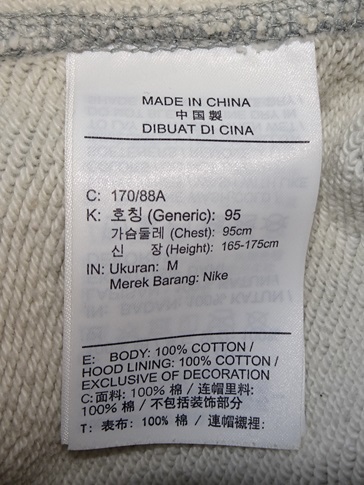 MADE IN CHINA
中国製
DIBUAT DI CINA
C: 170/88A
K: 호칭 (Generic): 95
가슴둘레 (Chest): 95cm
신 장 (Height): 165-175cm
IN: Ukuran: M
Merek Barang: Nike
E: BODY: 100% COTTON /
HOOD LINING: 100% COTTON /
EXCLUSIVE OF DECORATION
C:面料: 100% 棉 / 连帽里料:
100% 棉 / 不包括装饰部分
T: 表布: 100% 棉 / 連帽襯裡: